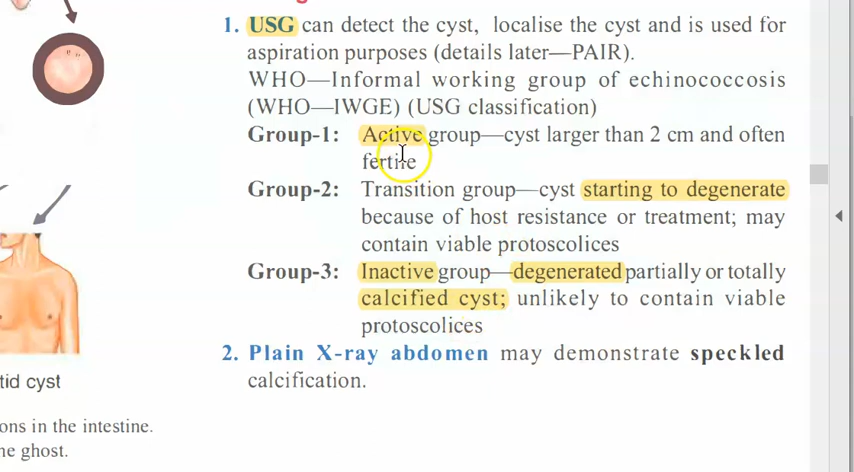 1. USG can detect the cyst, localise the cyst and is used for
aspiration purposes (details later—PAIR).
WHO—Informal working group of echinococcosis
(WHO—IWGE) (USG classification)
Group-1: Active group—cyst larger than 2 cm and often
fertile
Group-2: Transition group—cyst starting to degenerate
because of host resistance or treatment; may
contain viable protoscolices
Group-3: Inactive group—degenerated partially or totally
calcified cyst; unlikely to contain viable
protoscolices
2. Plain X-ray abdomen may demonstrate speckled
calcification.
tid cyst
ons in the intestine.
ne ghost.